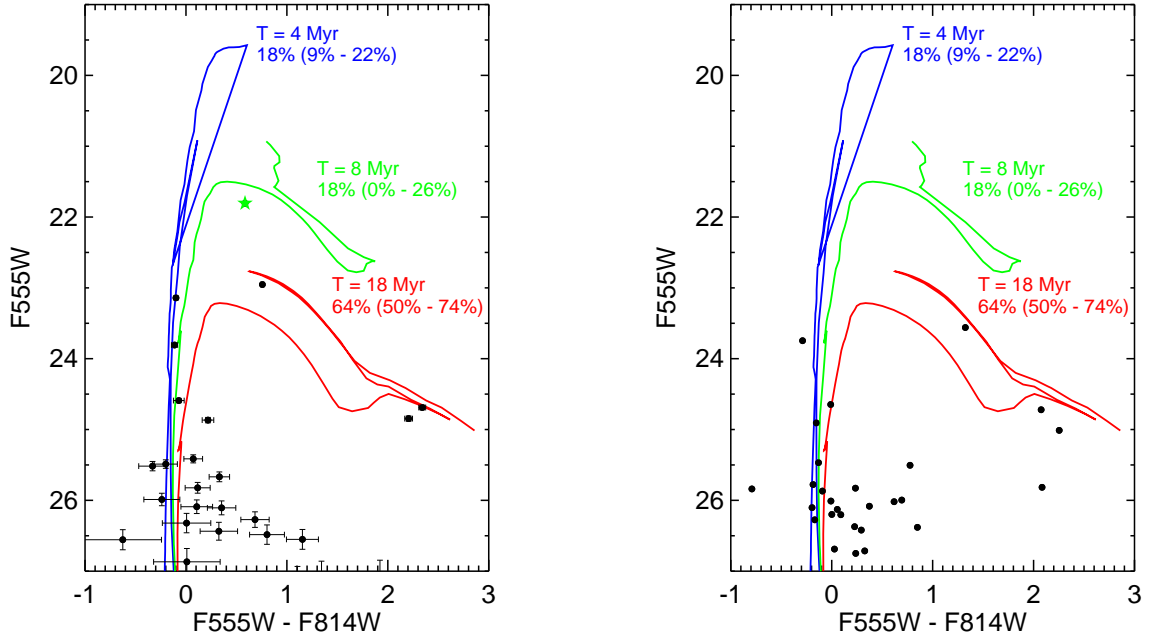 T = 4 Myr
18% (9% - 22%)
T = 8 Myr
18% (0% - 26%)
T = 18 Myr
64% (50% - 74%)
20
22
24
26
F555W
-1 0 1 2 3
F555W - F814W
T = 4 Myr
18% (9% - 22%)
T = 8 Myr
18% (0% - 26%)
T = 18 Myr
64% (50% - 74%)
20
22
24
26
F555W
-1 0 1 2 3
F555W - F814W